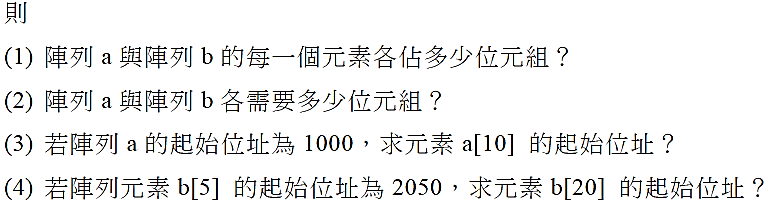 則
(1) 陣列 a 與陣列 b 的每一個元素各佔多少位元組？
(2) 陣列 a 與陣列 b 各需要多少位元組？
(3) 若陣列 a 的起始位址為 1000，求元素 a[10] 的起始位址？
(4) 若陣列元素 b[5] 的起始位址為 2050，求元素 b[20] 的起始位址？